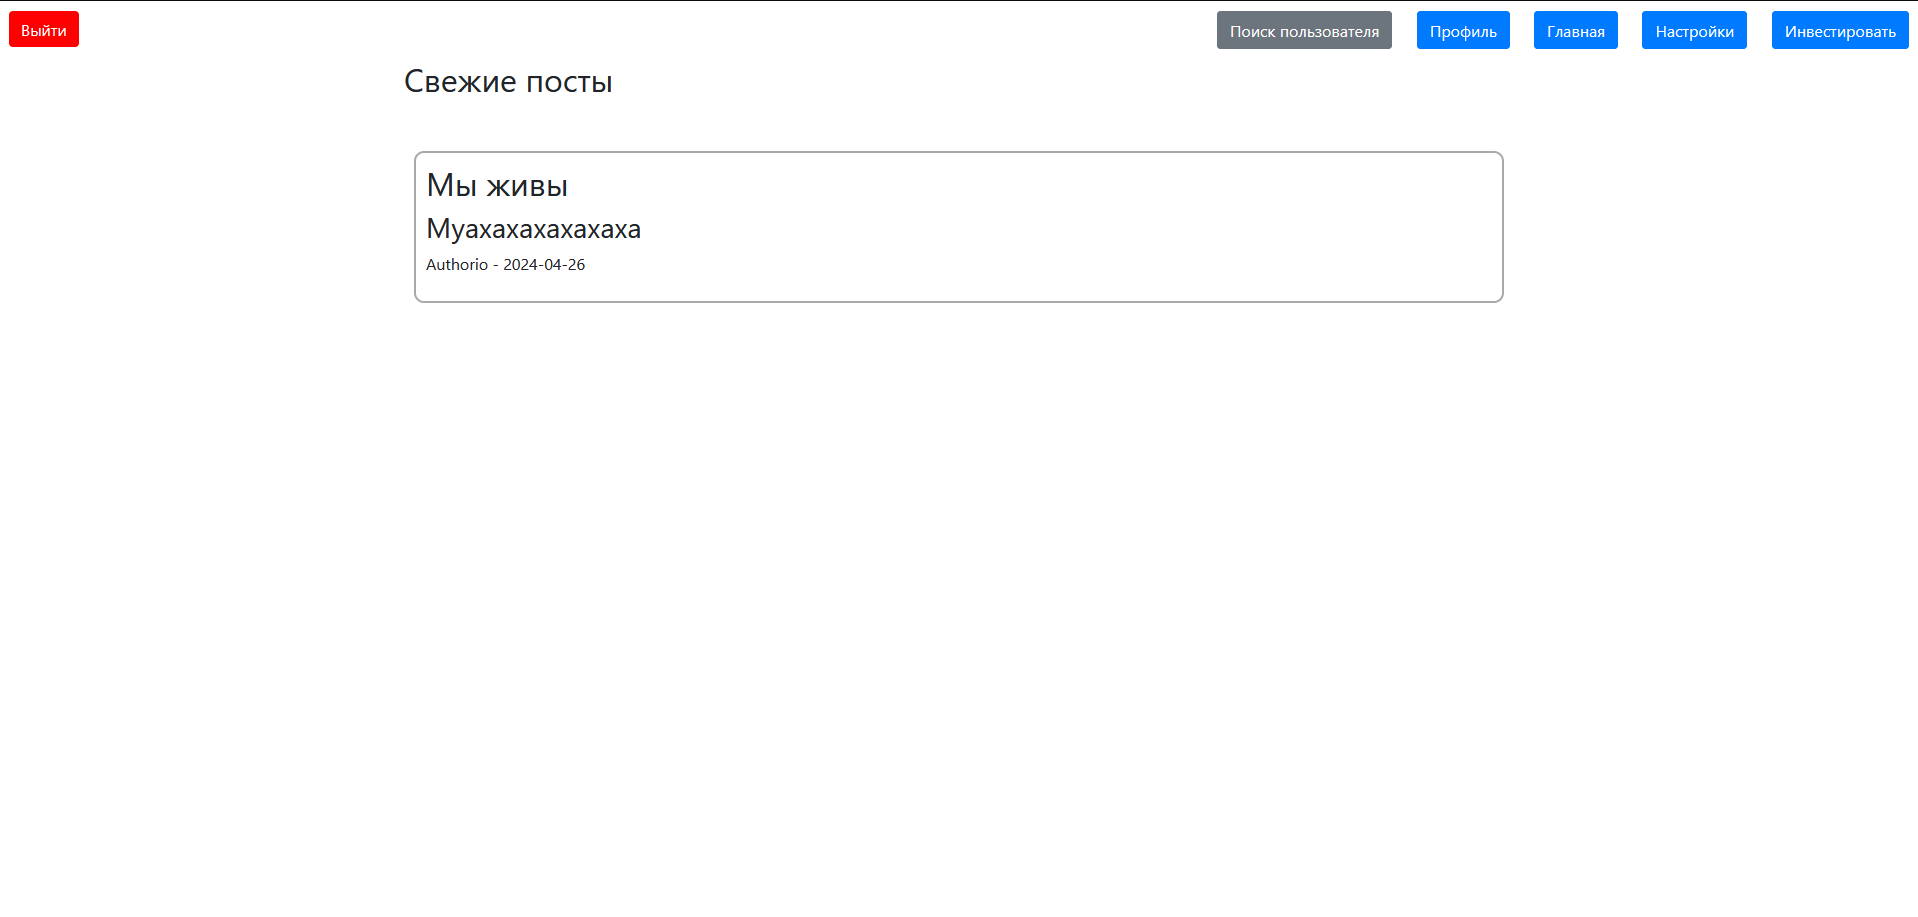 Выйти Поиск пользователя Профиль Главная Настройки Инвестировать
Свежие посты
Мы живы
Муахахахахахаха
Authorio - 2024-04-26